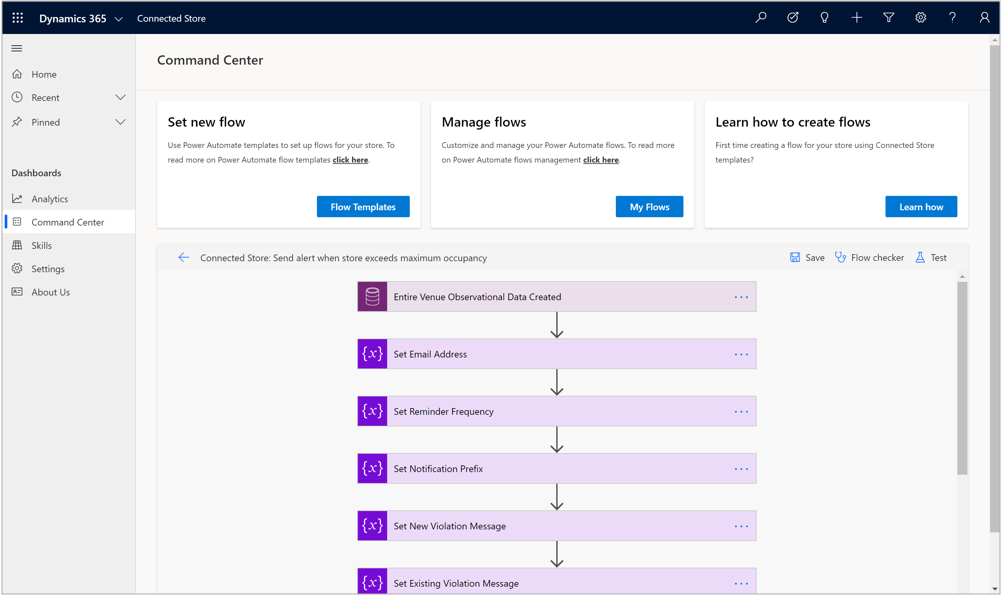 Dynamics 365
Connected Store
Home
Recent
Pinned
Dashboards
Analytics
Command Center
Skills
Settings
About Us
Command Center
Set new flow
Use Power Automate templates to set up flows for your store. To
read more on Power Automate flow templates click here.
Flow Templates
Manage flows
Customize and manage your Power Automate flows. To read more
on Power Automate flows management click here.
My Flows
Learn how to create flows
First time creating a flow for your store using Connected Store
templates?
Learn how
Connected Store: Send alert when store exceeds maximum occupancy
Save
Flow checker
Test
Entire Venue Observational Data Created
{x} Set Email Address
{x} Set Reminder Frequency
{x} Set Notification Prefix
{x} Set New Violation Message
{x} Set Existing Violation Message